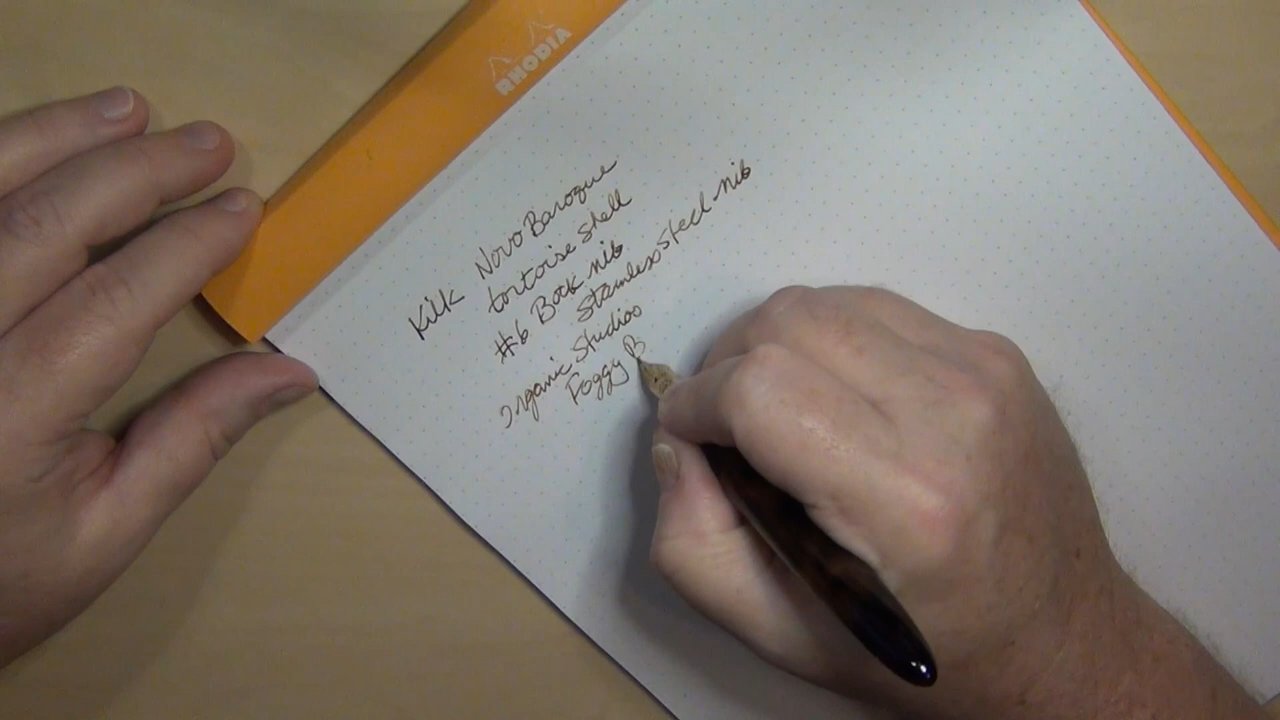 RHODIA
Kilk Novo Baroque
tortoise shell
#6 Bock nib
Stainless Steel nib
Organic Studios
Foggy B